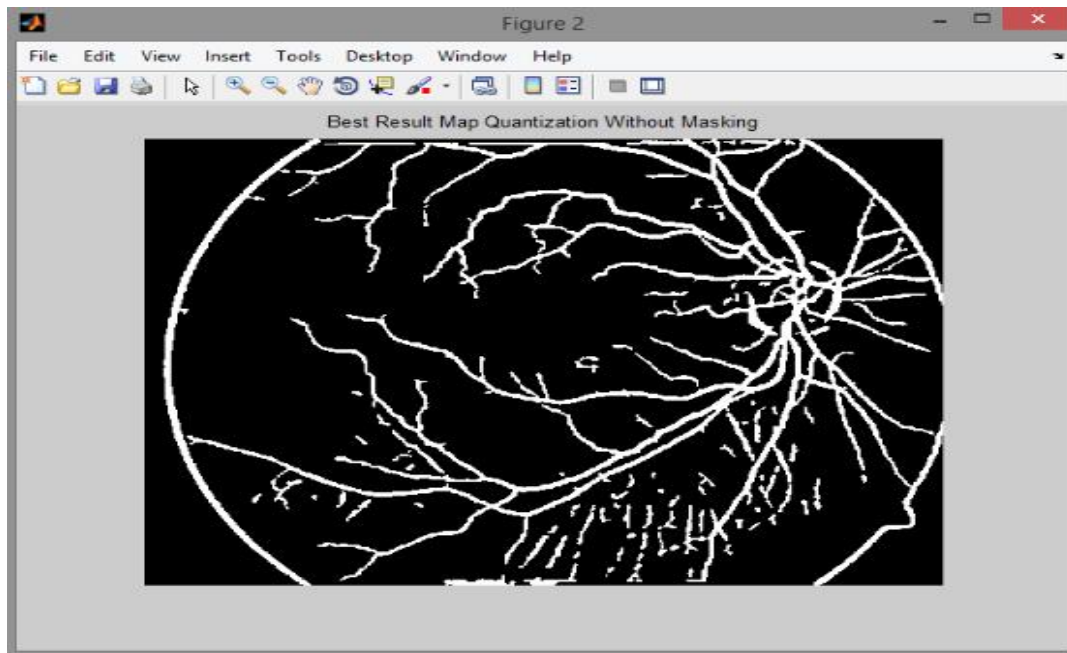 Figure 2
File Edit View Insert Tools Desktop Window Help
Best Result Map Quantization Without Masking